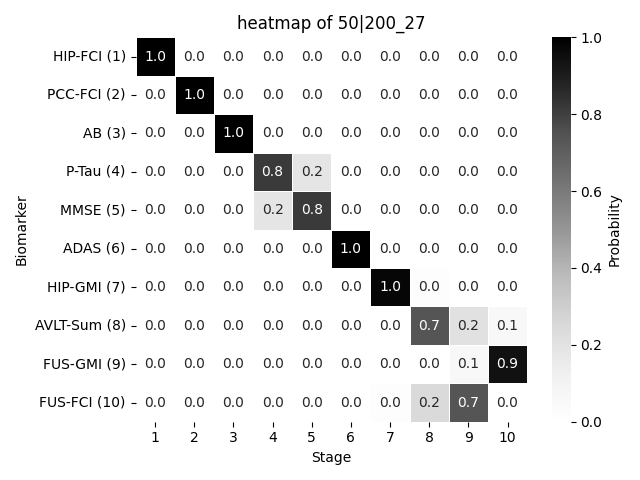 heatmap of 50|200_27
HIP-FCI (1) 1.0 0.0 0.0 0.0 0.0 0.0 0.0 0.0 0.0 0.0
PCC-FCI (2) 0.0 1.0 0.0 0.0 0.0 0.0 0.0 0.0 0.0 0.0
AB (3) 0.0 0.0 1.0 0.0 0.0 0.0 0.0 0.0 0.0 0.0
P-Tau (4) 0.0 0.0 0.0 0.8 0.2 0.0 0.0 0.0 0.0 0.0
MMSE (5) 0.0 0.0 0.0 0.2 0.8 0.0 0.0 0.0 0.0 0.0
ADAS (6) 0.0 0.0 0.0 0.0 0.0 1.0 0.0 0.0 0.0 0.0
HIP-GMI (7) 0.0 0.0 0.0 0.0 0.0 0.0 1.0 0.0 0.0 0.0
AVLT-Sum (8) 0.0 0.0 0.0 0.0 0.0 0.0 0.0 0.7 0.2 0.1
FUS-GMI (9) 0.0 0.0 0.0 0.0 0.0 0.0 0.0 0.0 0.1 0.9
FUS-FCI (10) 0.0 0.0 0.0 0.0 0.0 0.0 0.0 0.2 0.7 0.0
1 2 3 4 5 6 7 8 9 10
Stage
Biomarker
1.0
0.8
0.6
0.4
0.2
0.0
Probability